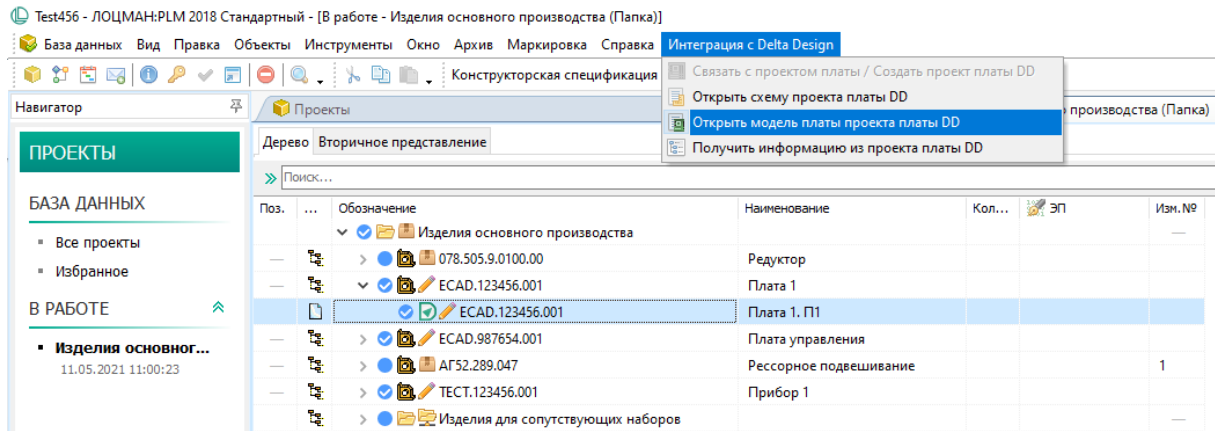 Test456 - ЛОЦМАН:PLM 2018 Стандартный - [В работе - Изделия основного производства (Папка)]
База данных Вид Правка Объекты Инструменты Окно Архив Маркировка Справка Интеграция с Delta Design
Конструкторская спецификация
Связать с проектом платы / Создать проект платы DD
Открыть схему проекта платы DD
Открыть модель платы проекта платы DD
Получить информацию из проекта платы DD
Навигатор
Проекты
производства (Папка)
ПРОЕКТЫ
Дерево Вторичное представление
Поиск...
БАЗА ДАННЫХ
Все проекты
Избранное
В РАБОТЕ
Изделия основног...
11.05.2021 11:00:23
Поз. ... Обозначение Наименование Кол... ЭП Изм. №
Изделия основного производства —
— 078.505.9.0100.00 Редуктор
— ECAD.123456.001 Плата 1
ECAD.123456.001 Плата 1. П1
— ECAD.987654.001 Плата управления
— АГ52.289.047 Рессорное подвешивание 1
— ТЕСТ.123456.001 Прибор 1
Изделия для сопутствующих наборов —